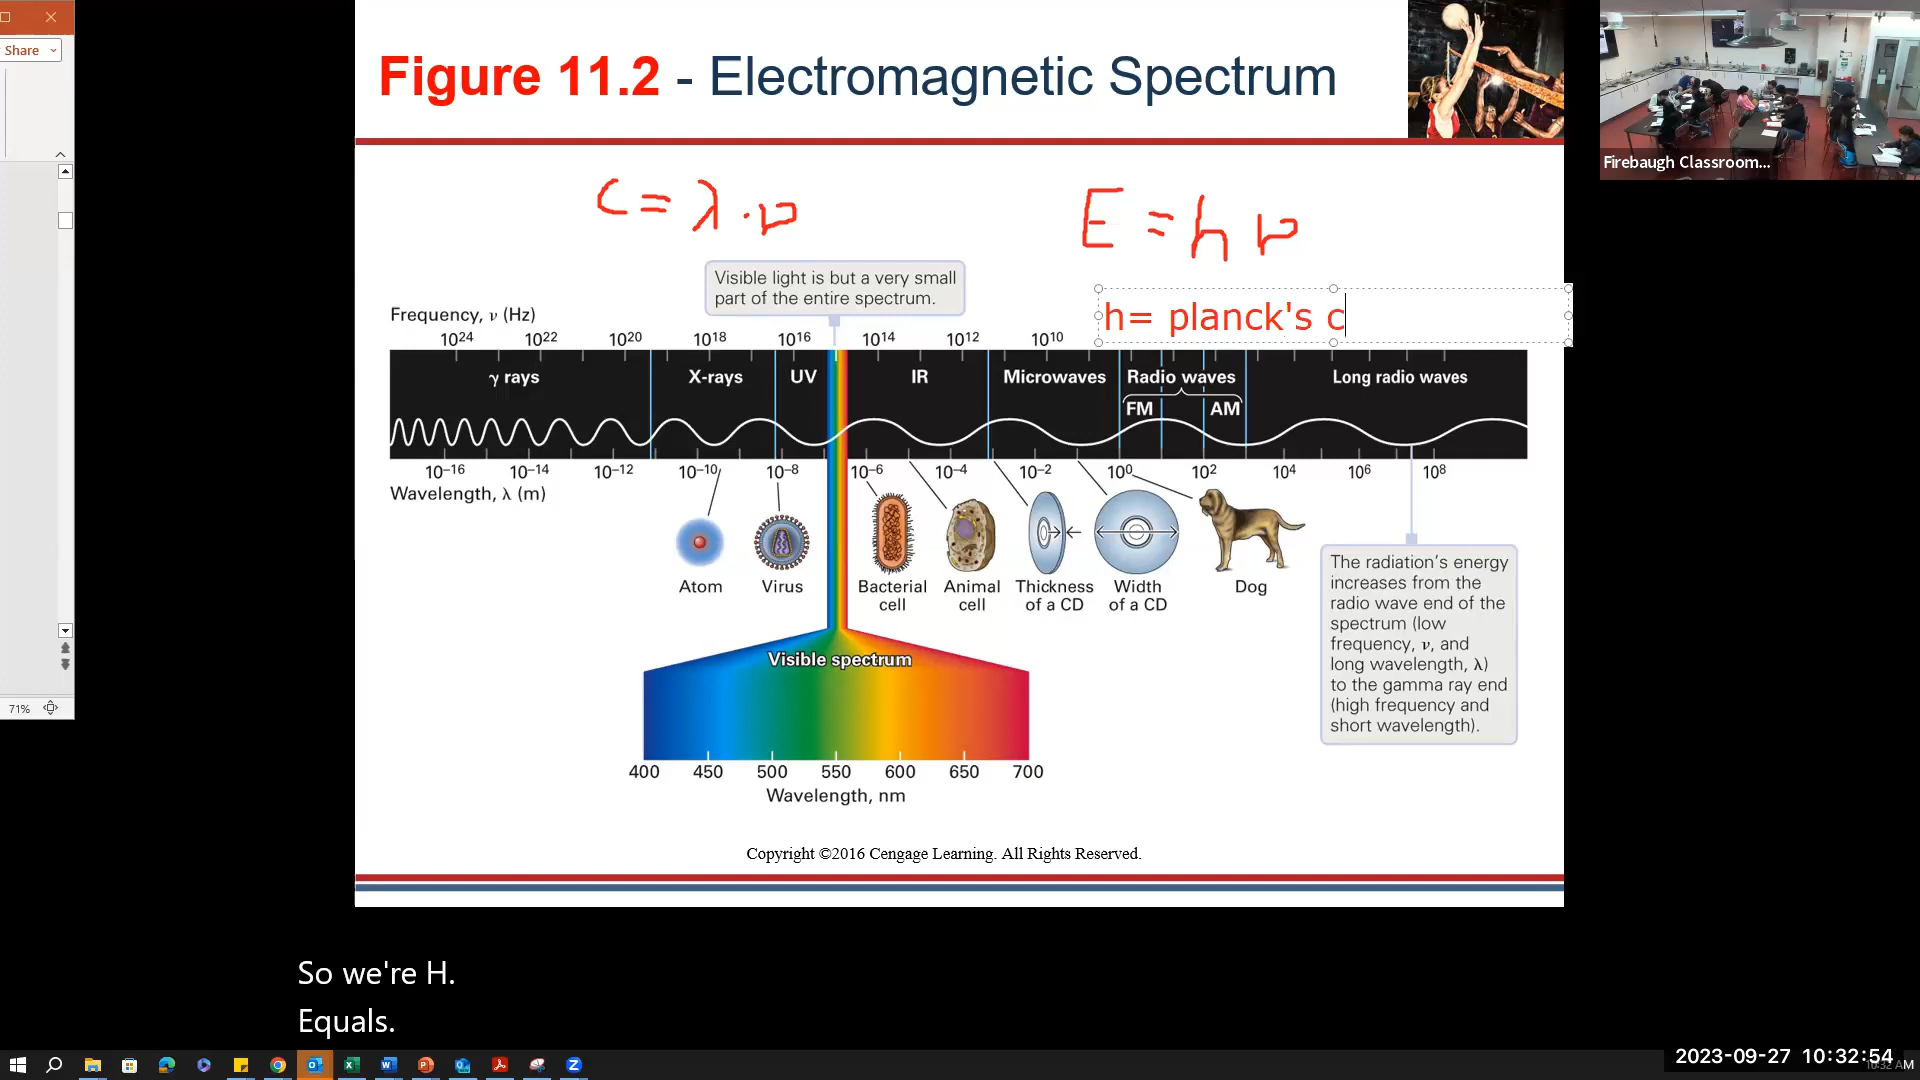 Share
Figure 11.2 - Electromagnetic Spectrum
Firebaugh Classroom...
C = λ · ν
E = h ν
h= planck's c
Visible light is but a very small
part of the entire spectrum.
Frequency, ν (Hz)
10²⁴ 10²² 10²⁰ 10¹⁸ 10¹⁶ 10¹⁴ 10¹² 10¹⁰
γ rays X-rays UV IR Microwaves Radio waves Long radio waves
FM AM
10⁻¹⁶ 10⁻¹⁴ 10⁻¹² 10⁻¹⁰ 10⁻⁸ 10⁻⁶ 10⁻⁴ 10⁻² 10⁰ 10² 10⁴ 10⁶ 10⁸
Wavelength, λ (m)
Atom Virus Bacterial cell Animal cell Thickness of a CD Width of a CD Dog
The radiation's energy
increases from the
radio wave end of the
spectrum (low
frequency, ν, and
long wavelength, λ)
to the gamma ray end
(high frequency and
short wavelength).
Visible spectrum
400 450 500 550 600 650 700
Wavelength, nm
71%
Copyright ©2016 Cengage Learning. All Rights Reserved.
So we're H.
Equals.
2023-09-27 10:32:54
10:32 AM